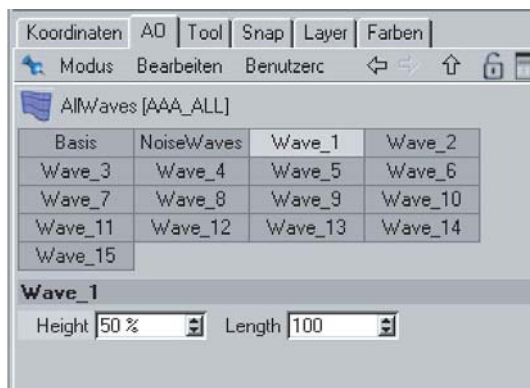 Koordinaten AO Tool Snap Layer Farben
Modus Bearbeiten Benutzerc
AllWaves [AAA_ALL]
Basis NoiseWaves Wave_1 Wave_2
Wave_3 Wave_4 Wave_5 Wave_6
Wave_7 Wave_8 Wave_9 Wave_10
Wave_11 Wave_12 Wave_13 Wave_14
Wave_15
Wave_1
Height 50 % Length 100